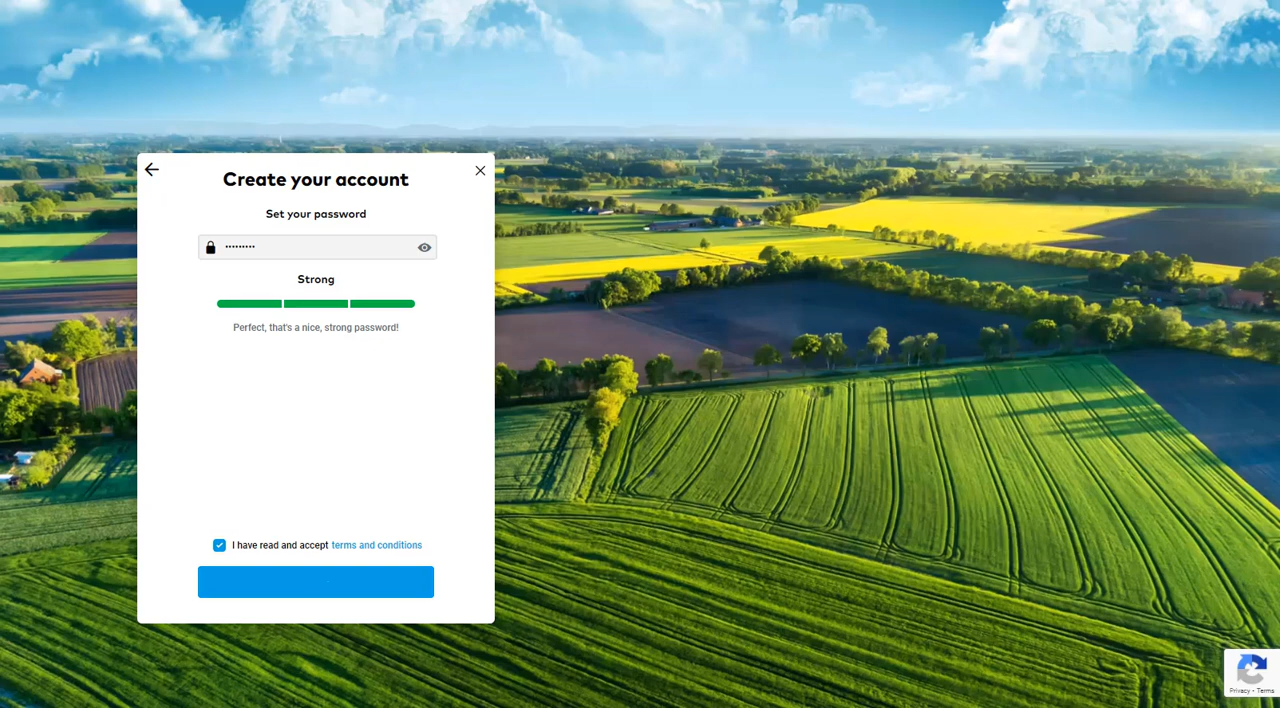 Create your account
Set your password
•••••••••
Strong
Perfect, that's a nice, strong password!
I have read and accept terms and conditions
Privacy • Terms